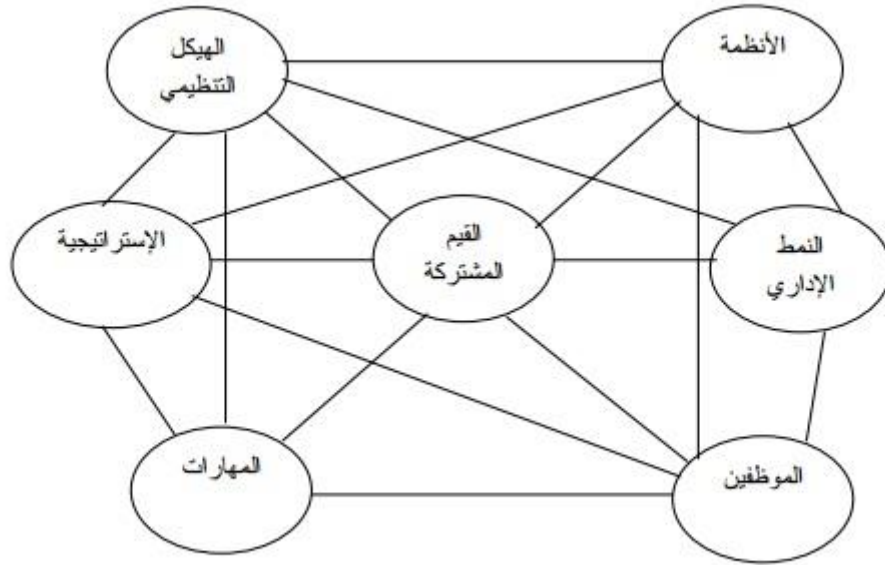 الأنظمة
الهيكل
التنظيمي
القيم
المشتركة
النمط
الإداري
الإستراتيجية
الموظفين
المهارات